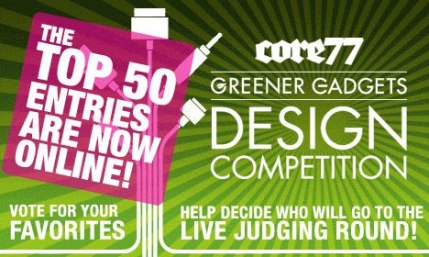 THE
TOP 50
ENTRIES
ARE NOW
ONLINE!
core77
GREENER GADGETS
DESIGN
COMPETITION
VOTE FOR YOUR
FAVORITES
HELP DECIDE WHO WILL GO TO THE
LIVE JUDGING ROUND!